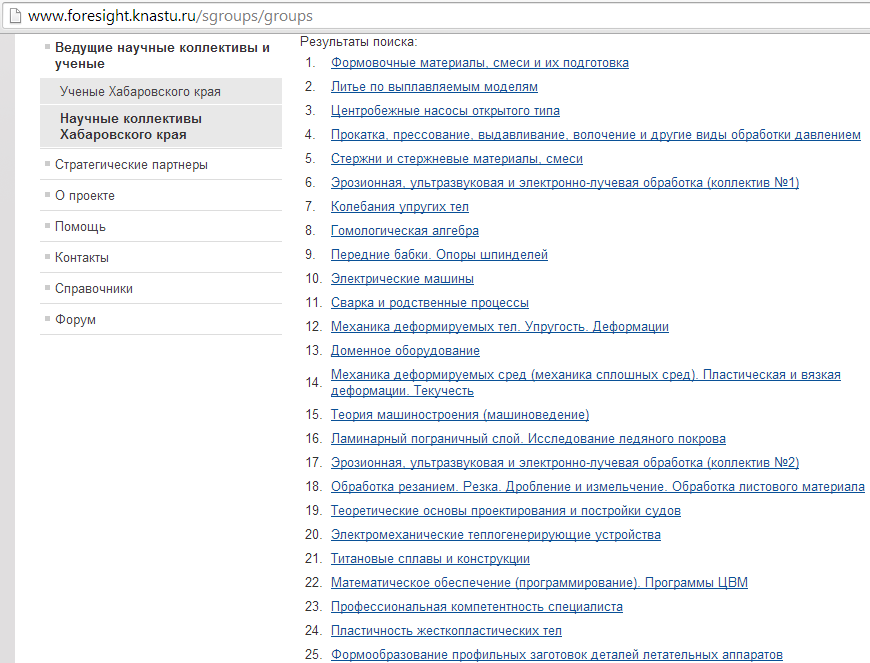 www.foresight.knastu.ru/sgroups/groups
Ведущие научные коллективы и
ученые
Ученые Хабаровского края
Научные коллективы
Хабаровского края
Стратегические партнеры
О проекте
Помощь
Контакты
Справочники
Форум
Результаты поиска:
1. Формовочные материалы, смеси и их подготовка
2. Литье по выплавляемым моделям
3. Центробежные насосы открытого типа
4. Прокатка, прессование, выдавливание, волочение и другие виды обработки давлением
5. Стержни и стержневые материалы, смеси
6. Эрозионная, ультразвуковая и электронно-лучевая обработка (коллектив №1)
7. Колебания упругих тел
8. Гомологическая алгебра
9. Передние бабки. Опоры шпинделей
10. Электрические машины
11. Сварка и родственные процессы
12. Механика деформируемых тел. Упругость. Деформации
13. Доменное оборудование
14. Механика деформируемых сред (механика сплошных сред). Пластическая и вязкая
деформации. Текучесть
15. Теория машиностроения (машиноведение)
16. Ламинарный пограничный слой. Исследование ледяного покрова
17. Эрозионная, ультразвуковая и электронно-лучевая обработка (коллектив №2)
18. Обработка резанием. Резка. Дробление и измельчение. Обработка листового материала
19. Теоретические основы проектирования и постройки судов
20. Электромеханические теплогенерирующие устройства
21. Титановые сплавы и конструкции
22. Математическое обеспечение (программирование). Программы ЦВМ
23. Профессиональная компетентность специалиста
24. Пластичность жесткопластических тел
25. Формообразование профильных заготовок деталей летательных аппаратов